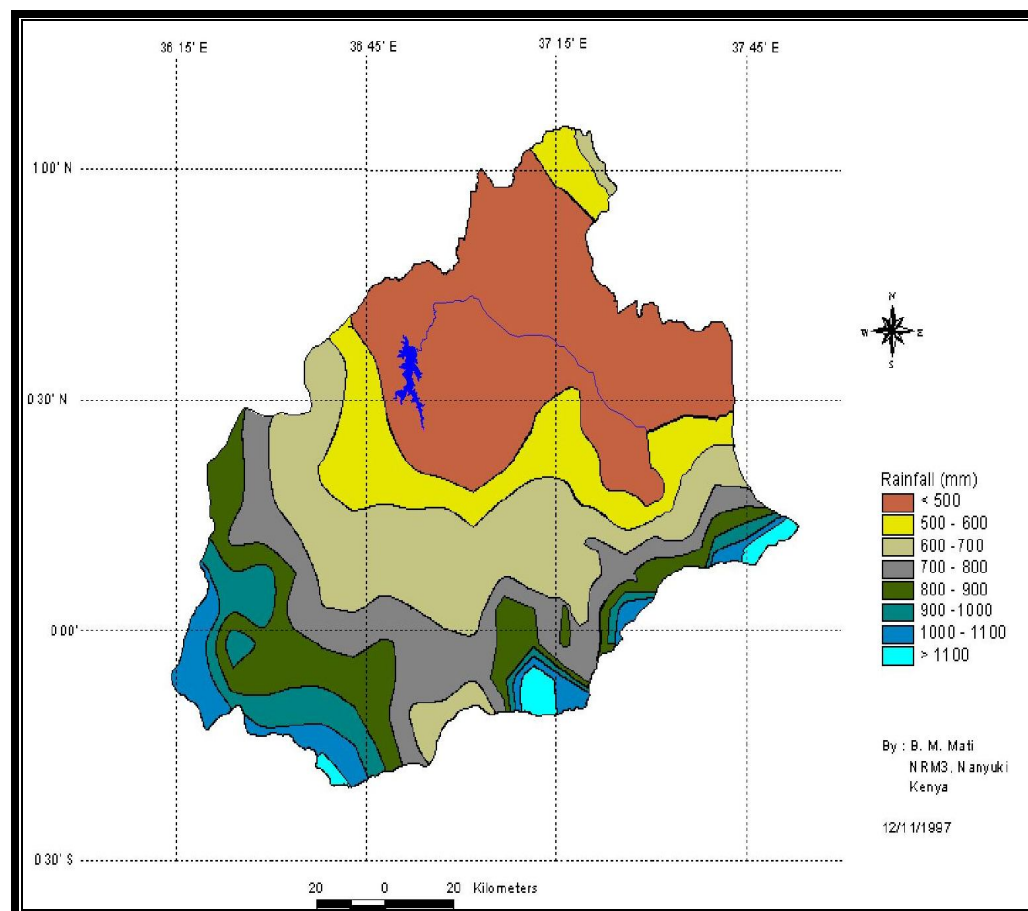 36 15' E 36 45' E 37 15' E 37 45' E
1 00' N
N
W E
S
0 30' N
Rainfall (mm)
< 500
500 - 600
600 -700
700 - 800
800 - 900
900 -1000
1000 - 1100
> 1100
0 00'
By : B. M. Mati
NRM3, Nanyuki
Kenya
12/11/1997
0 30' S
20 0 20 Kilometers